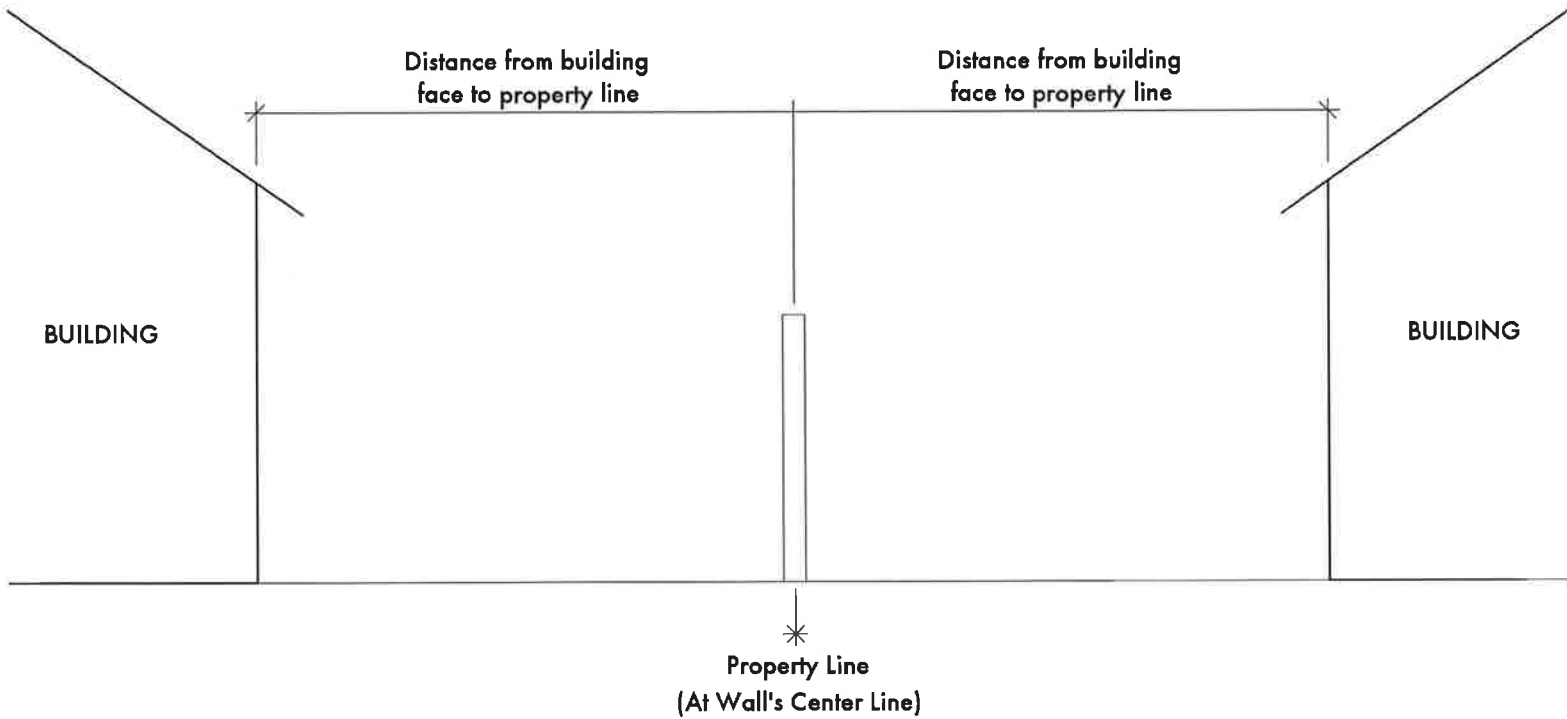 Distance from building
face to property line
Distance from building
face to property line
BUILDING
BUILDING
Property Line
(At Wall's Center Line)